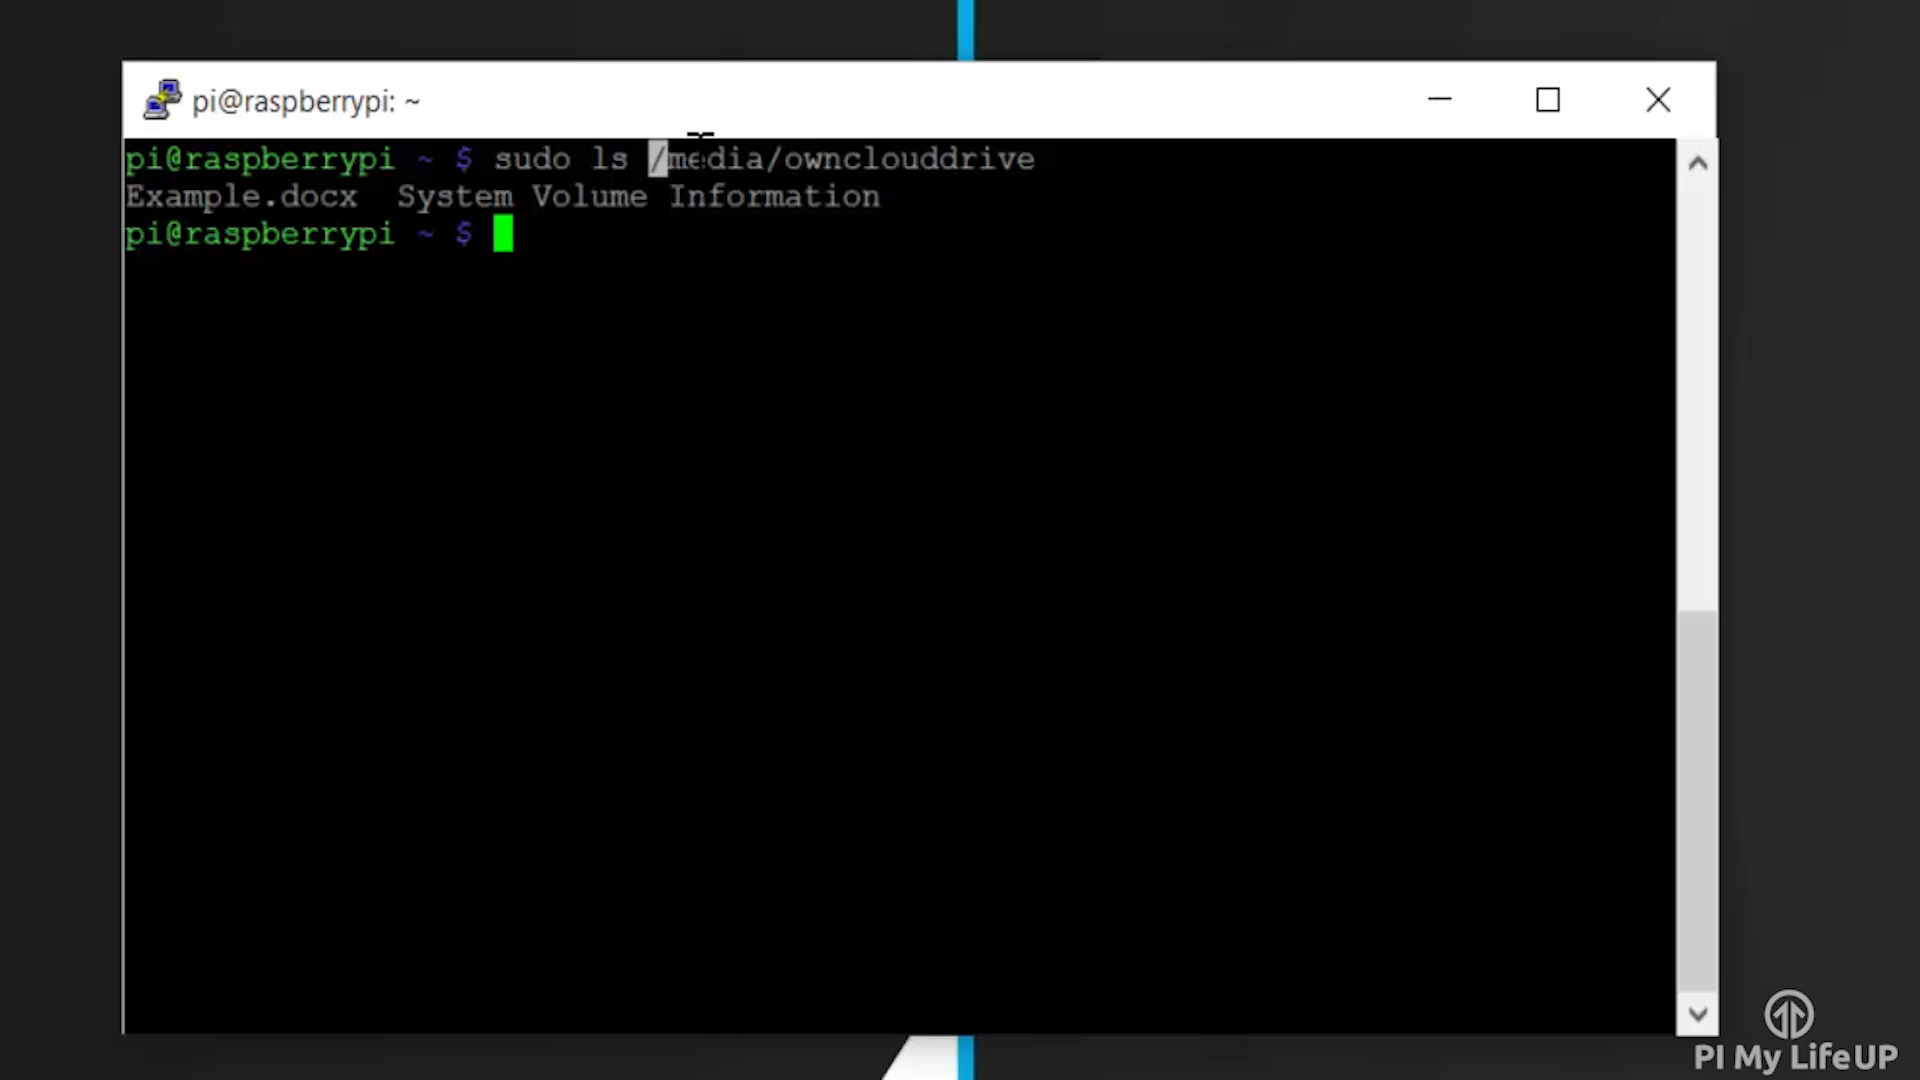 pi@raspberrypi: ~
pi@raspberrypi ~ $ sudo ls /media/ownclouddrive
Example.docx  System Volume Information
pi@raspberrypi ~ $
PI My LifeUP